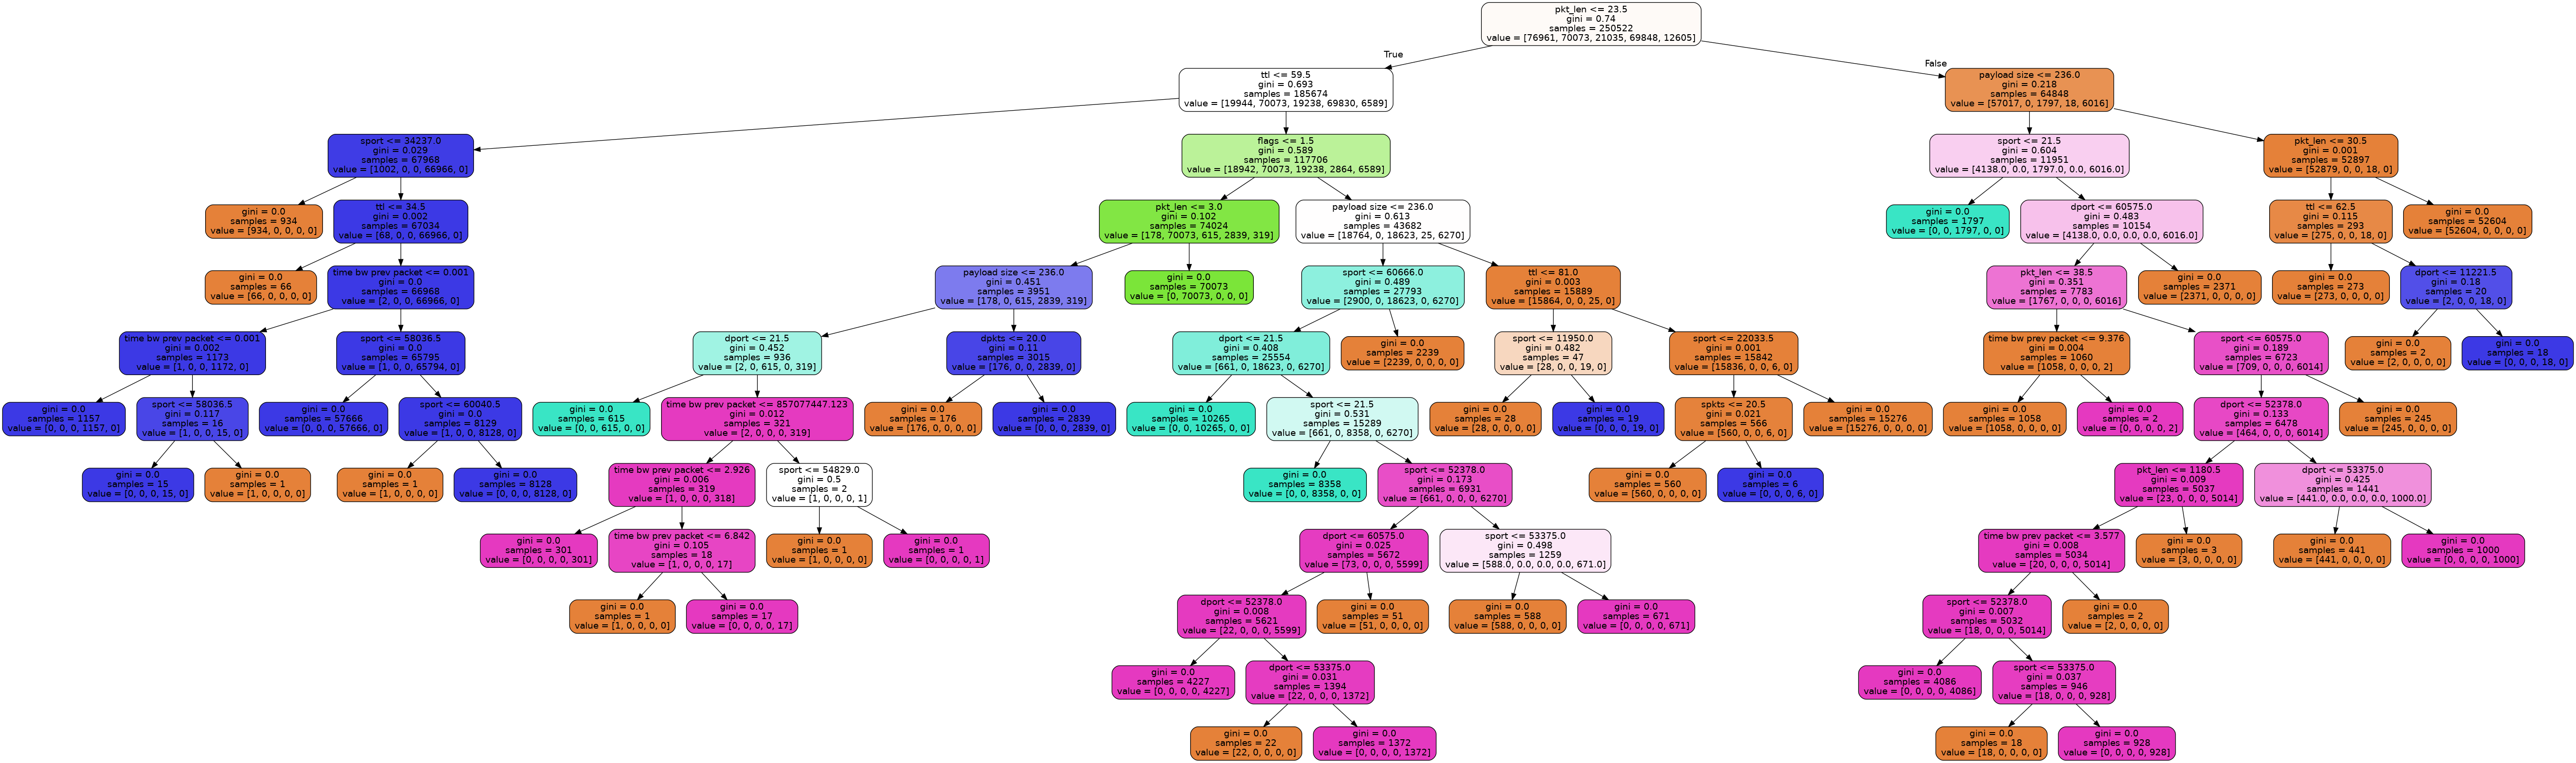 pkt_len <= 23.5
gini = 0.74
samples = 250522
value = [76961, 70073, 21035, 69848, 12605]
True
False
ttl <= 59.5
gini = 0.693
samples = 185674
value = [19944, 70073, 19238, 69830, 6589]
payload size <= 236.0
gini = 0.218
samples = 64848
value = [57017, 0, 1797, 18, 6016]
sport <= 34237.0
gini = 0.029
samples = 67968
value = [1002, 0, 0, 66966, 0]
flags <= 1.5
gini = 0.589
samples = 117706
value = [18942, 70073, 19238, 2864, 6589]
sport <= 21.5
gini = 0.604
samples = 11951
value = [4138.0, 0.0, 1797.0, 0.0, 6016.0]
pkt_len <= 30.5
gini = 0.001
samples = 52897
value = [52879, 0, 0, 18, 0]
gini = 0.0
samples = 934
value = [934, 0, 0, 0, 0]
ttl <= 34.5
gini = 0.002
samples = 67034
value = [68, 0, 0, 66966, 0]
pkt_len <= 3.0
gini = 0.102
samples = 74024
value = [178, 70073, 615, 2839, 319]
payload size <= 236.0
gini = 0.613
samples = 43682
value = [18764, 0, 18623, 25, 6270]
gini = 0.0
samples = 1797
value = [0, 0, 1797, 0, 0]
dport <= 60575.0
gini = 0.483
samples = 10154
value = [4138.0, 0.0, 0.0, 0.0, 6016.0]
ttl <= 62.5
gini = 0.115
samples = 293
value = [275, 0, 0, 18, 0]
gini = 0.0
samples = 52604
value = [52604, 0, 0, 0, 0]
gini = 0.0
samples = 66
value = [66, 0, 0, 0, 0]
time bw prev packet <= 0.001
gini = 0.0
samples = 66968
value = [2, 0, 0, 66966, 0]
payload size <= 236.0
gini = 0.451
samples = 3951
value = [178, 0, 615, 2839, 319]
gini = 0.0
samples = 70073
value = [0, 70073, 0, 0, 0]
sport <= 60666.0
gini = 0.489
samples = 27793
value = [2900, 0, 18623, 0, 6270]
ttl <= 81.0
gini = 0.003
samples = 15889
value = [15864, 0, 0, 25, 0]
pkt_len <= 38.5
gini = 0.351
samples = 7783
value = [1767, 0, 0, 0, 6016]
gini = 0.0
samples = 2371
value = [2371, 0, 0, 0, 0]
gini = 0.0
samples = 273
value = [273, 0, 0, 0, 0]
dport <= 11221.5
gini = 0.18
samples = 20
value = [2, 0, 0, 18, 0]
time bw prev packet <= 0.001
gini = 0.002
samples = 1173
value = [1, 0, 0, 1172, 0]
sport <= 58036.5
gini = 0.0
samples = 65795
value = [1, 0, 0, 65794, 0]
dport <= 21.5
gini = 0.452
samples = 936
value = [2, 0, 615, 0, 319]
dpkts <= 20.0
gini = 0.11
samples = 3015
value = [176, 0, 0, 2839, 0]
dport <= 21.5
gini = 0.408
samples = 25554
value = [661, 0, 18623, 0, 6270]
gini = 0.0
samples = 2239
value = [2239, 0, 0, 0, 0]
sport <= 11950.0
gini = 0.482
samples = 47
value = [28, 0, 0, 19, 0]
sport <= 22033.5
gini = 0.001
samples = 15842
value = [15836, 0, 0, 6, 0]
time bw prev packet <= 9.376
gini = 0.004
samples = 1060
value = [1058, 0, 0, 0, 2]
sport <= 60575.0
gini = 0.189
samples = 6723
value = [709, 0, 0, 0, 6014]
gini = 0.0
samples = 2
value = [2, 0, 0, 0, 0]
gini = 0.0
samples = 18
value = [0, 0, 0, 18, 0]
gini = 0.0
samples = 1157
value = [0, 0, 0, 1157, 0]
sport <= 58036.5
gini = 0.117
samples = 16
value = [1, 0, 0, 15, 0]
gini = 0.0
samples = 57666
value = [0, 0, 0, 57666, 0]
sport <= 60040.5
gini = 0.0
samples = 8129
value = [1, 0, 0, 8128, 0]
gini = 0.0
samples = 615
value = [0, 0, 615, 0, 0]
time bw prev packet <= 857077447.123
gini = 0.012
samples = 321
value = [2, 0, 0, 0, 319]
gini = 0.0
samples = 176
value = [176, 0, 0, 0, 0]
gini = 0.0
samples = 2839
value = [0, 0, 0, 2839, 0]
gini = 0.0
samples = 10265
value = [0, 0, 10265, 0, 0]
sport <= 21.5
gini = 0.531
samples = 15289
value = [661, 0, 8358, 0, 6270]
gini = 0.0
samples = 28
value = [28, 0, 0, 0, 0]
gini = 0.0
samples = 19
value = [0, 0, 0, 19, 0]
spkts <= 20.5
gini = 0.021
samples = 566
value = [560, 0, 0, 6, 0]
gini = 0.0
samples = 15276
value = [15276, 0, 0, 0, 0]
gini = 0.0
samples = 1058
value = [1058, 0, 0, 0, 0]
gini = 0.0
samples = 2
value = [0, 0, 0, 0, 2]
dport <= 52378.0
gini = 0.133
samples = 6478
value = [464, 0, 0, 0, 6014]
gini = 0.0
samples = 245
value = [245, 0, 0, 0, 0]
gini = 0.0
samples = 15
value = [0, 0, 0, 15, 0]
gini = 0.0
samples = 1
value = [1, 0, 0, 0, 0]
gini = 0.0
samples = 1
value = [1, 0, 0, 0, 0]
gini = 0.0
samples = 8128
value = [0, 0, 0, 8128, 0]
time bw prev packet <= 2.926
gini = 0.006
samples = 319
value = [1, 0, 0, 0, 318]
sport <= 54829.0
gini = 0.5
samples = 2
value = [1, 0, 0, 0, 1]
gini = 0.0
samples = 8358
value = [0, 0, 8358, 0, 0]
sport <= 52378.0
gini = 0.173
samples = 6931
value = [661, 0, 0, 0, 6270]
gini = 0.0
samples = 560
value = [560, 0, 0, 0, 0]
gini = 0.0
samples = 6
value = [0, 0, 0, 6, 0]
pkt_len <= 1180.5
gini = 0.009
samples = 5037
value = [23, 0, 0, 0, 5014]
dport <= 53375.0
gini = 0.425
samples = 1441
value = [441.0, 0.0, 0.0, 0.0, 1000.0]
gini = 0.0
samples = 301
value = [0, 0, 0, 0, 301]
time bw prev packet <= 6.842
gini = 0.105
samples = 18
value = [1, 0, 0, 0, 17]
gini = 0.0
samples = 1
value = [1, 0, 0, 0, 0]
gini = 0.0
samples = 1
value = [0, 0, 0, 0, 1]
dport <= 60575.0
gini = 0.025
samples = 5672
value = [73, 0, 0, 0, 5599]
sport <= 53375.0
gini = 0.498
samples = 1259
value = [588.0, 0.0, 0.0, 0.0, 671.0]
time bw prev packet <= 3.577
gini = 0.008
samples = 5034
value = [20, 0, 0, 0, 5014]
gini = 0.0
samples = 3
value = [3, 0, 0, 0, 0]
gini = 0.0
samples = 441
value = [441, 0, 0, 0, 0]
gini = 0.0
samples = 1000
value = [0, 0, 0, 0, 1000]
gini = 0.0
samples = 1
value = [1, 0, 0, 0, 0]
gini = 0.0
samples = 17
value = [0, 0, 0, 0, 17]
dport <= 52378.0
gini = 0.008
samples = 5621
value = [22, 0, 0, 0, 5599]
gini = 0.0
samples = 51
value = [51, 0, 0, 0, 0]
gini = 0.0
samples = 588
value = [588, 0, 0, 0, 0]
gini = 0.0
samples = 671
value = [0, 0, 0, 0, 671]
sport <= 52378.0
gini = 0.007
samples = 5032
value = [18, 0, 0, 0, 5014]
gini = 0.0
samples = 2
value = [2, 0, 0, 0, 0]
gini = 0.0
samples = 4227
value = [0, 0, 0, 0, 4227]
dport <= 53375.0
gini = 0.031
samples = 1394
value = [22, 0, 0, 0, 1372]
gini = 0.0
samples = 4086
value = [0, 0, 0, 0, 4086]
sport <= 53375.0
gini = 0.037
samples = 946
value = [18, 0, 0, 0, 928]
gini = 0.0
samples = 22
value = [22, 0, 0, 0, 0]
gini = 0.0
samples = 1372
value = [0, 0, 0, 0, 1372]
gini = 0.0
samples = 18
value = [18, 0, 0, 0, 0]
gini = 0.0
samples = 928
value = [0, 0, 0, 0, 928]